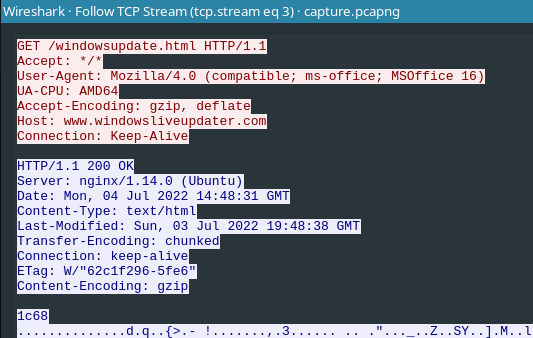 Wireshark · Follow TCP Stream (tcp.stream eq 3) · capture.pcapng
GET /windowsupdate.html HTTP/1.1
Accept: */*
User-Agent: Mozilla/4.0 (compatible; ms-office; MSOffice 16)
UA-CPU: AMD64
Accept-Encoding: gzip, deflate
Host: www.windowsliveupdater.com
Connection: Keep-Alive
HTTP/1.1 200 OK
Server: nginx/1.14.0 (Ubuntu)
Date: Mon, 04 Jul 2022 14:48:31 GMT
Content-Type: text/html
Last-Modified: Sun, 03 Jul 2022 19:48:38 GMT
Transfer-Encoding: chunked
Connection: keep-alive
ETag: W/"62c1f296-5fe6"
Content-Encoding: gzip
1c68
..............d.q..{>.- !.......,.3...... .. ."..._..Z..SY..].M..l